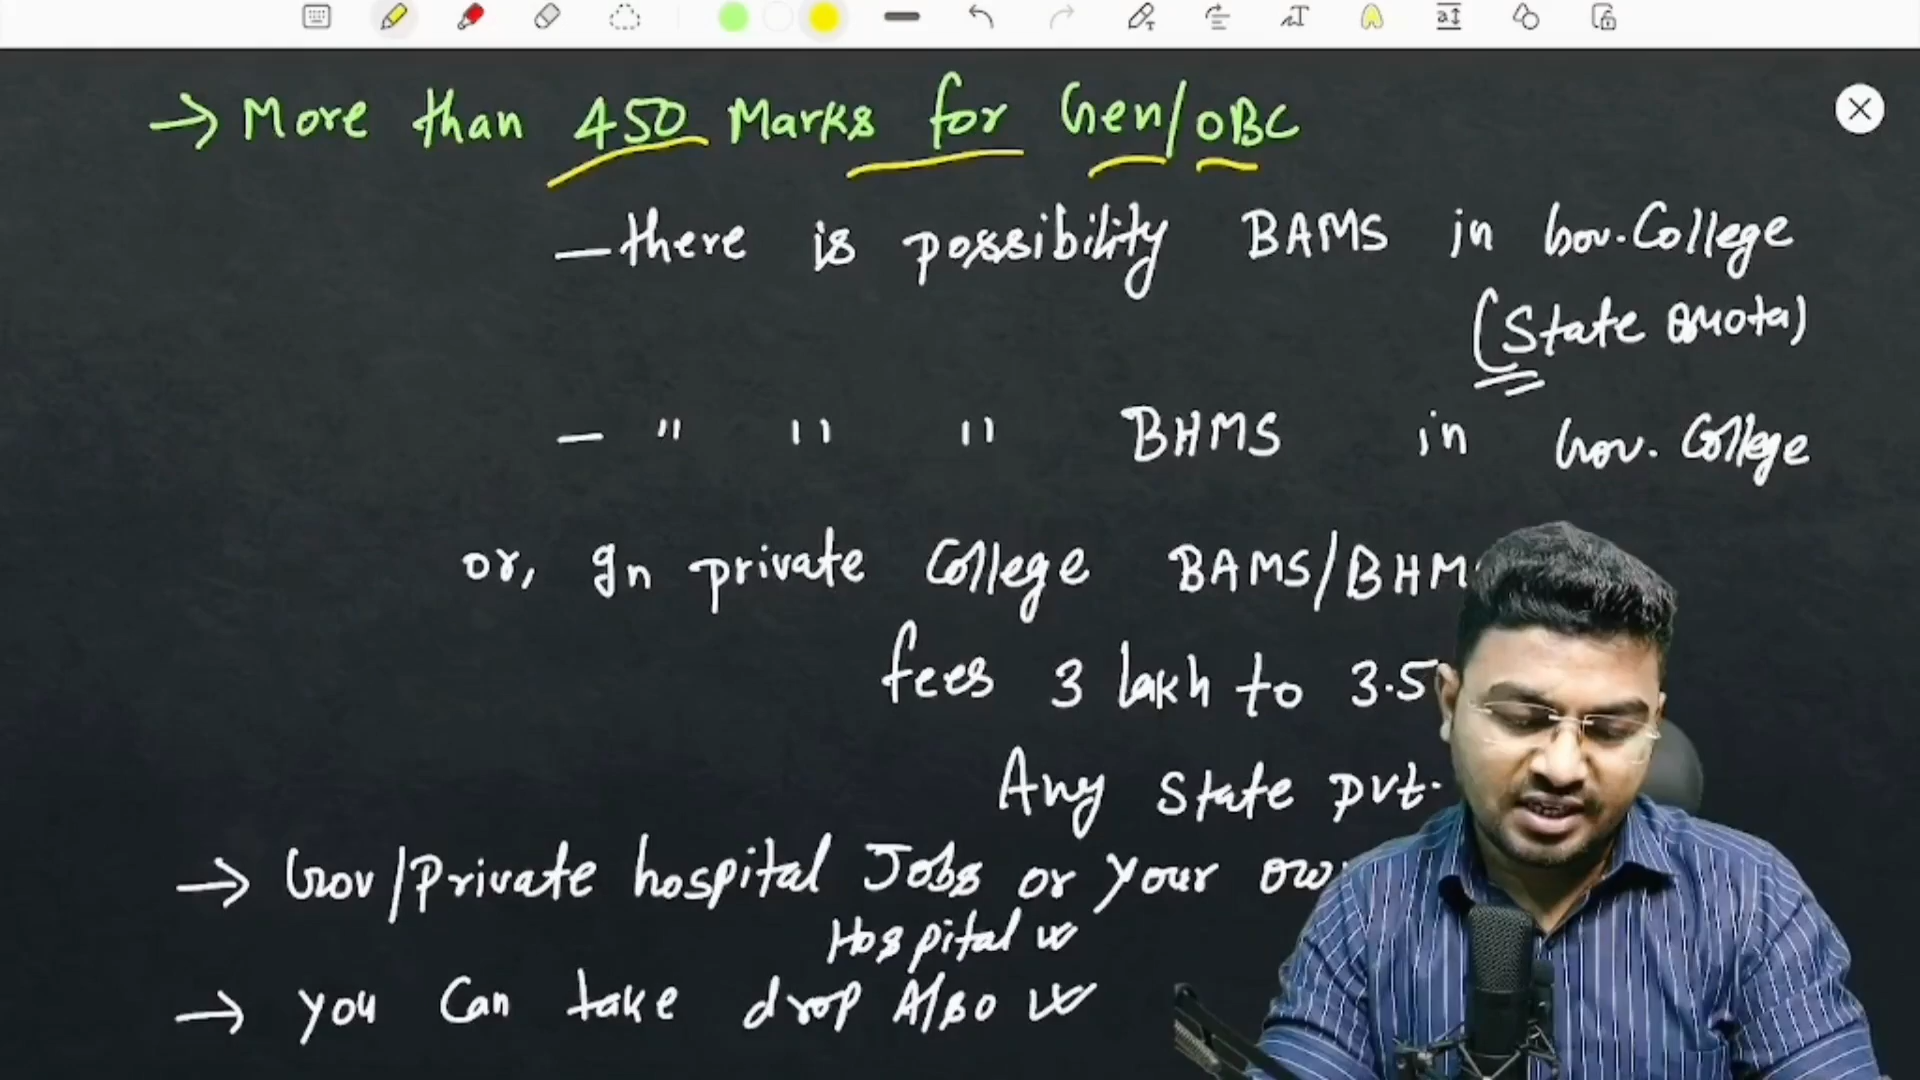 → More than 450 Marks for Gen/OBC
— there is possibility BAMS in Gov. College
(State Quota)
— " " " BHMS in Gov. College
or, In private College BAMS/BHM
fees 3 lakh to 3.5
Any State pvt.
→ Gov/Private hospital Jobs or your ow
Hospital
→ you Can take drop Also